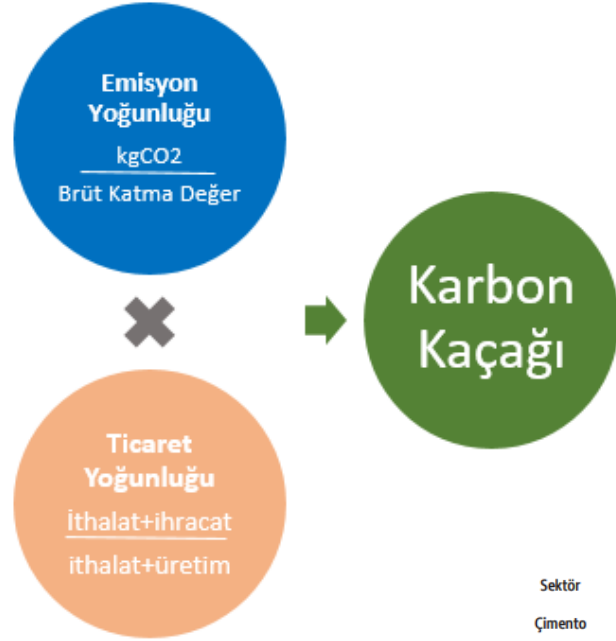 Emisyon
Yoğunluğu
kgCO2
Brüt Katma Değer
Karbon
Kaçağı
Ticaret
Yoğunluğu
İthalat+ihracat
ithalat+üretim
Sektör
Çimento